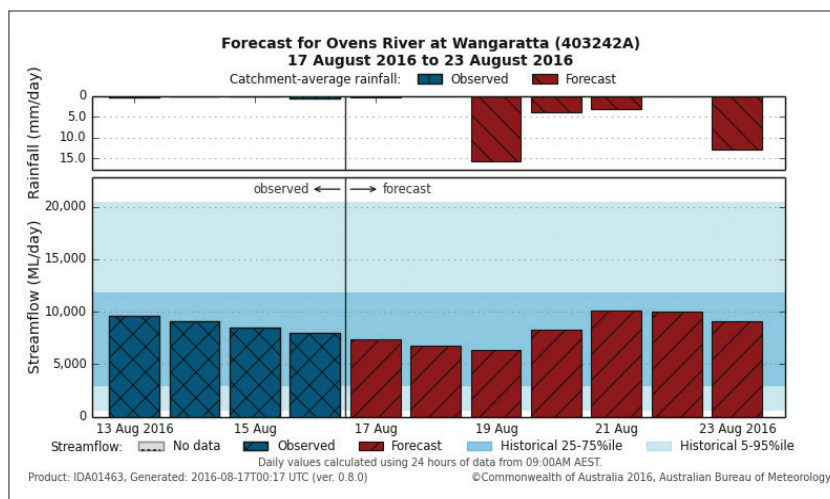 Forecast for Ovens River at Wangaratta (403242A)
17 August 2016 to 23 August 2016
Catchment-average rainfall: Observed Forecast
Rainfall (mm/day)
0
5.0
10.0
15.0
observed forecast
Streamflow (ML/day)
20,000
15,000
10,000
5,000
0
13 Aug 2016 15 Aug 17 Aug 19 Aug 21 Aug 23 Aug 2016
Streamflow: No data Observed Forecast Historical 25-75%ile Historical 5-95%ile
Daily values calculated using 24 hours of data from 09:00AM AEST.
Product: IDA01463, Generated: 2016-08-17T00:17 UTC (ver. 0.8.0) ©Commonwealth of Australia 2016, Australian Bureau of Meteorology